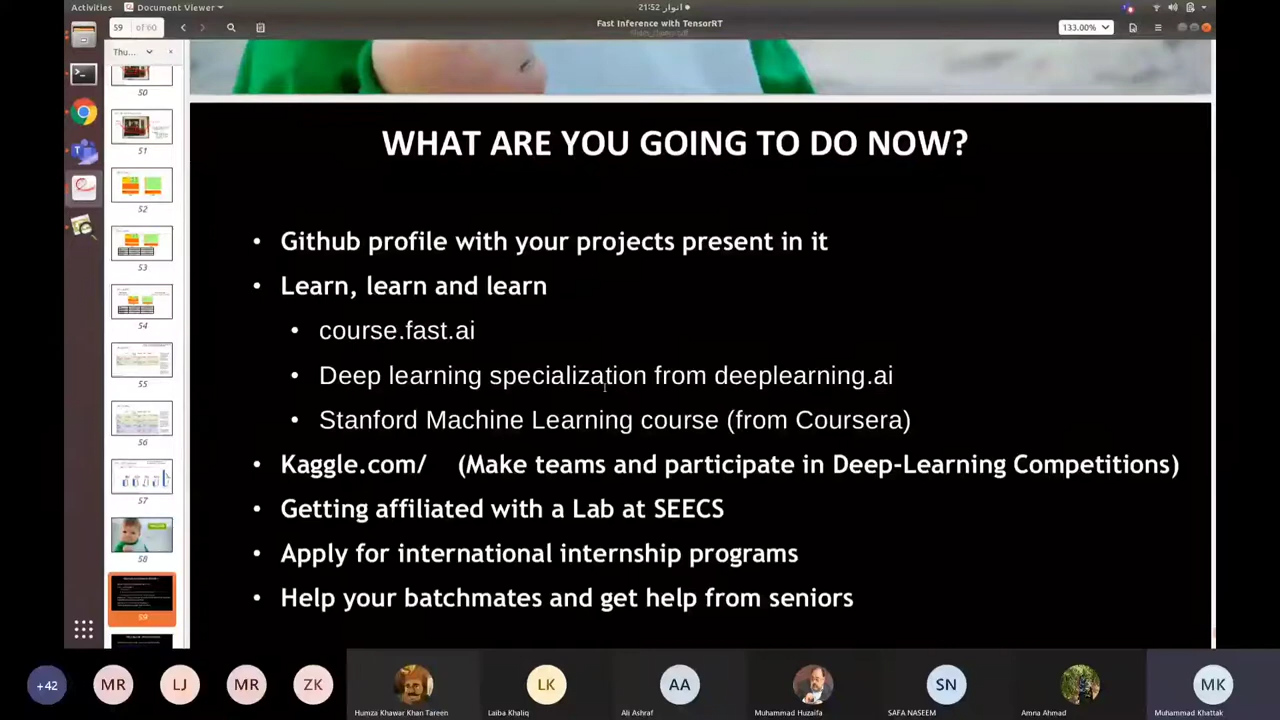 Activities
Document Viewer
21:52 اتوار
59 of 60
Fast Inference with TensorRT
133.00%
Thu...
50
51
52
53
54
55
56
57
58
59
WHAT ARE YOU GOING TO DO NOW?
• Github profile with your projects present in it
• Learn, learn and learn
• course.fast.ai
• Deep learning specialization from deeplearning.ai
• Stanford Machine Learning course (from Coursera)
• Kaggle.com/ (Make teams and participate in Deep-Learning Competitions)
• Getting affiliated with a Lab at SEECS
• Apply for international internship programs
• Help your batchmates and get help from seniors
+42
MR
LJ
MR
ZK
LK
AA
SN
MK
Humza Khawar Khan Tareen
Laiba Khaliq
Ali Ashraf
Muhammad Huzaifa
SAFA NASEEM
Amna Ahmad
Muhammad Khattak